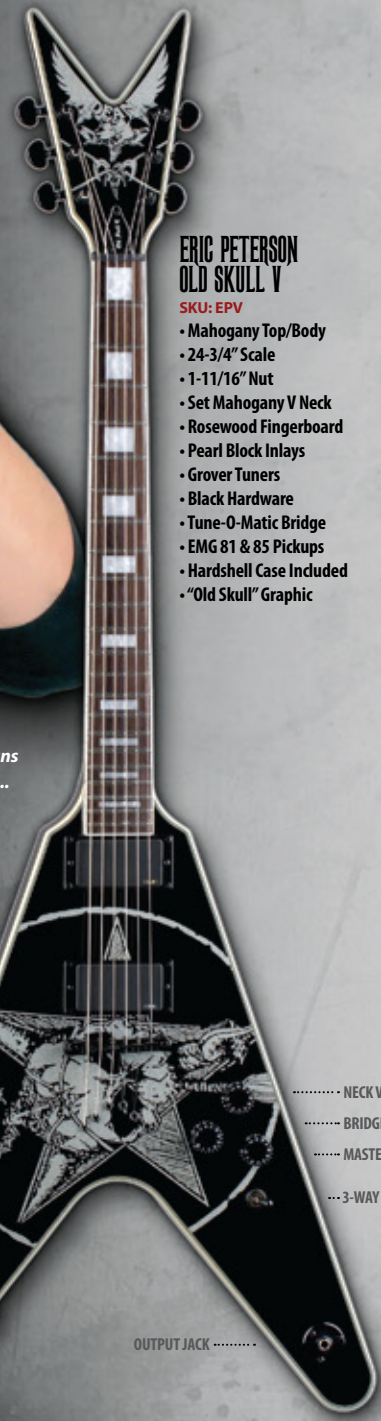 ERIC PETERSON
OLD SKULL V
SKU: EPV
• Mahogany Top/Body
• 24-3/4" Scale
• 1-11/16" Nut
• Set Mahogany V Neck
• Rosewood Fingerboard
• Pearl Block Inlays
• Grover Tuners
• Black Hardware
• Tune-O-Matic Bridge
• EMG 81 & 85 Pickups
• Hardshell Case Included
• “Old Skull” Graphic
ns
..
NECK V
BRIDG
MASTE
3-WAY
OUTPUT JACK